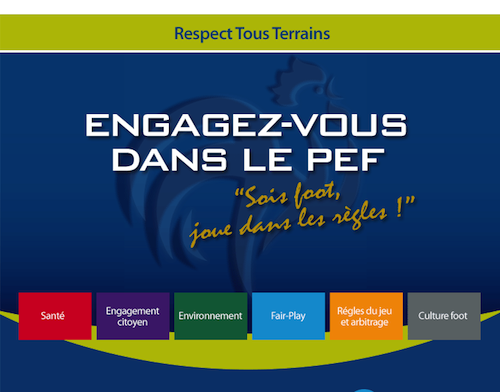 Respect Tous Terrains
ENGAGEZ-VOUS
DANS LE PEF
“Sois foot,
joue dans les règles !”
Santé
Engagement
citoyen
Environnement
Fair-Play
Régles du jeu
et arbitrage
Culture foot